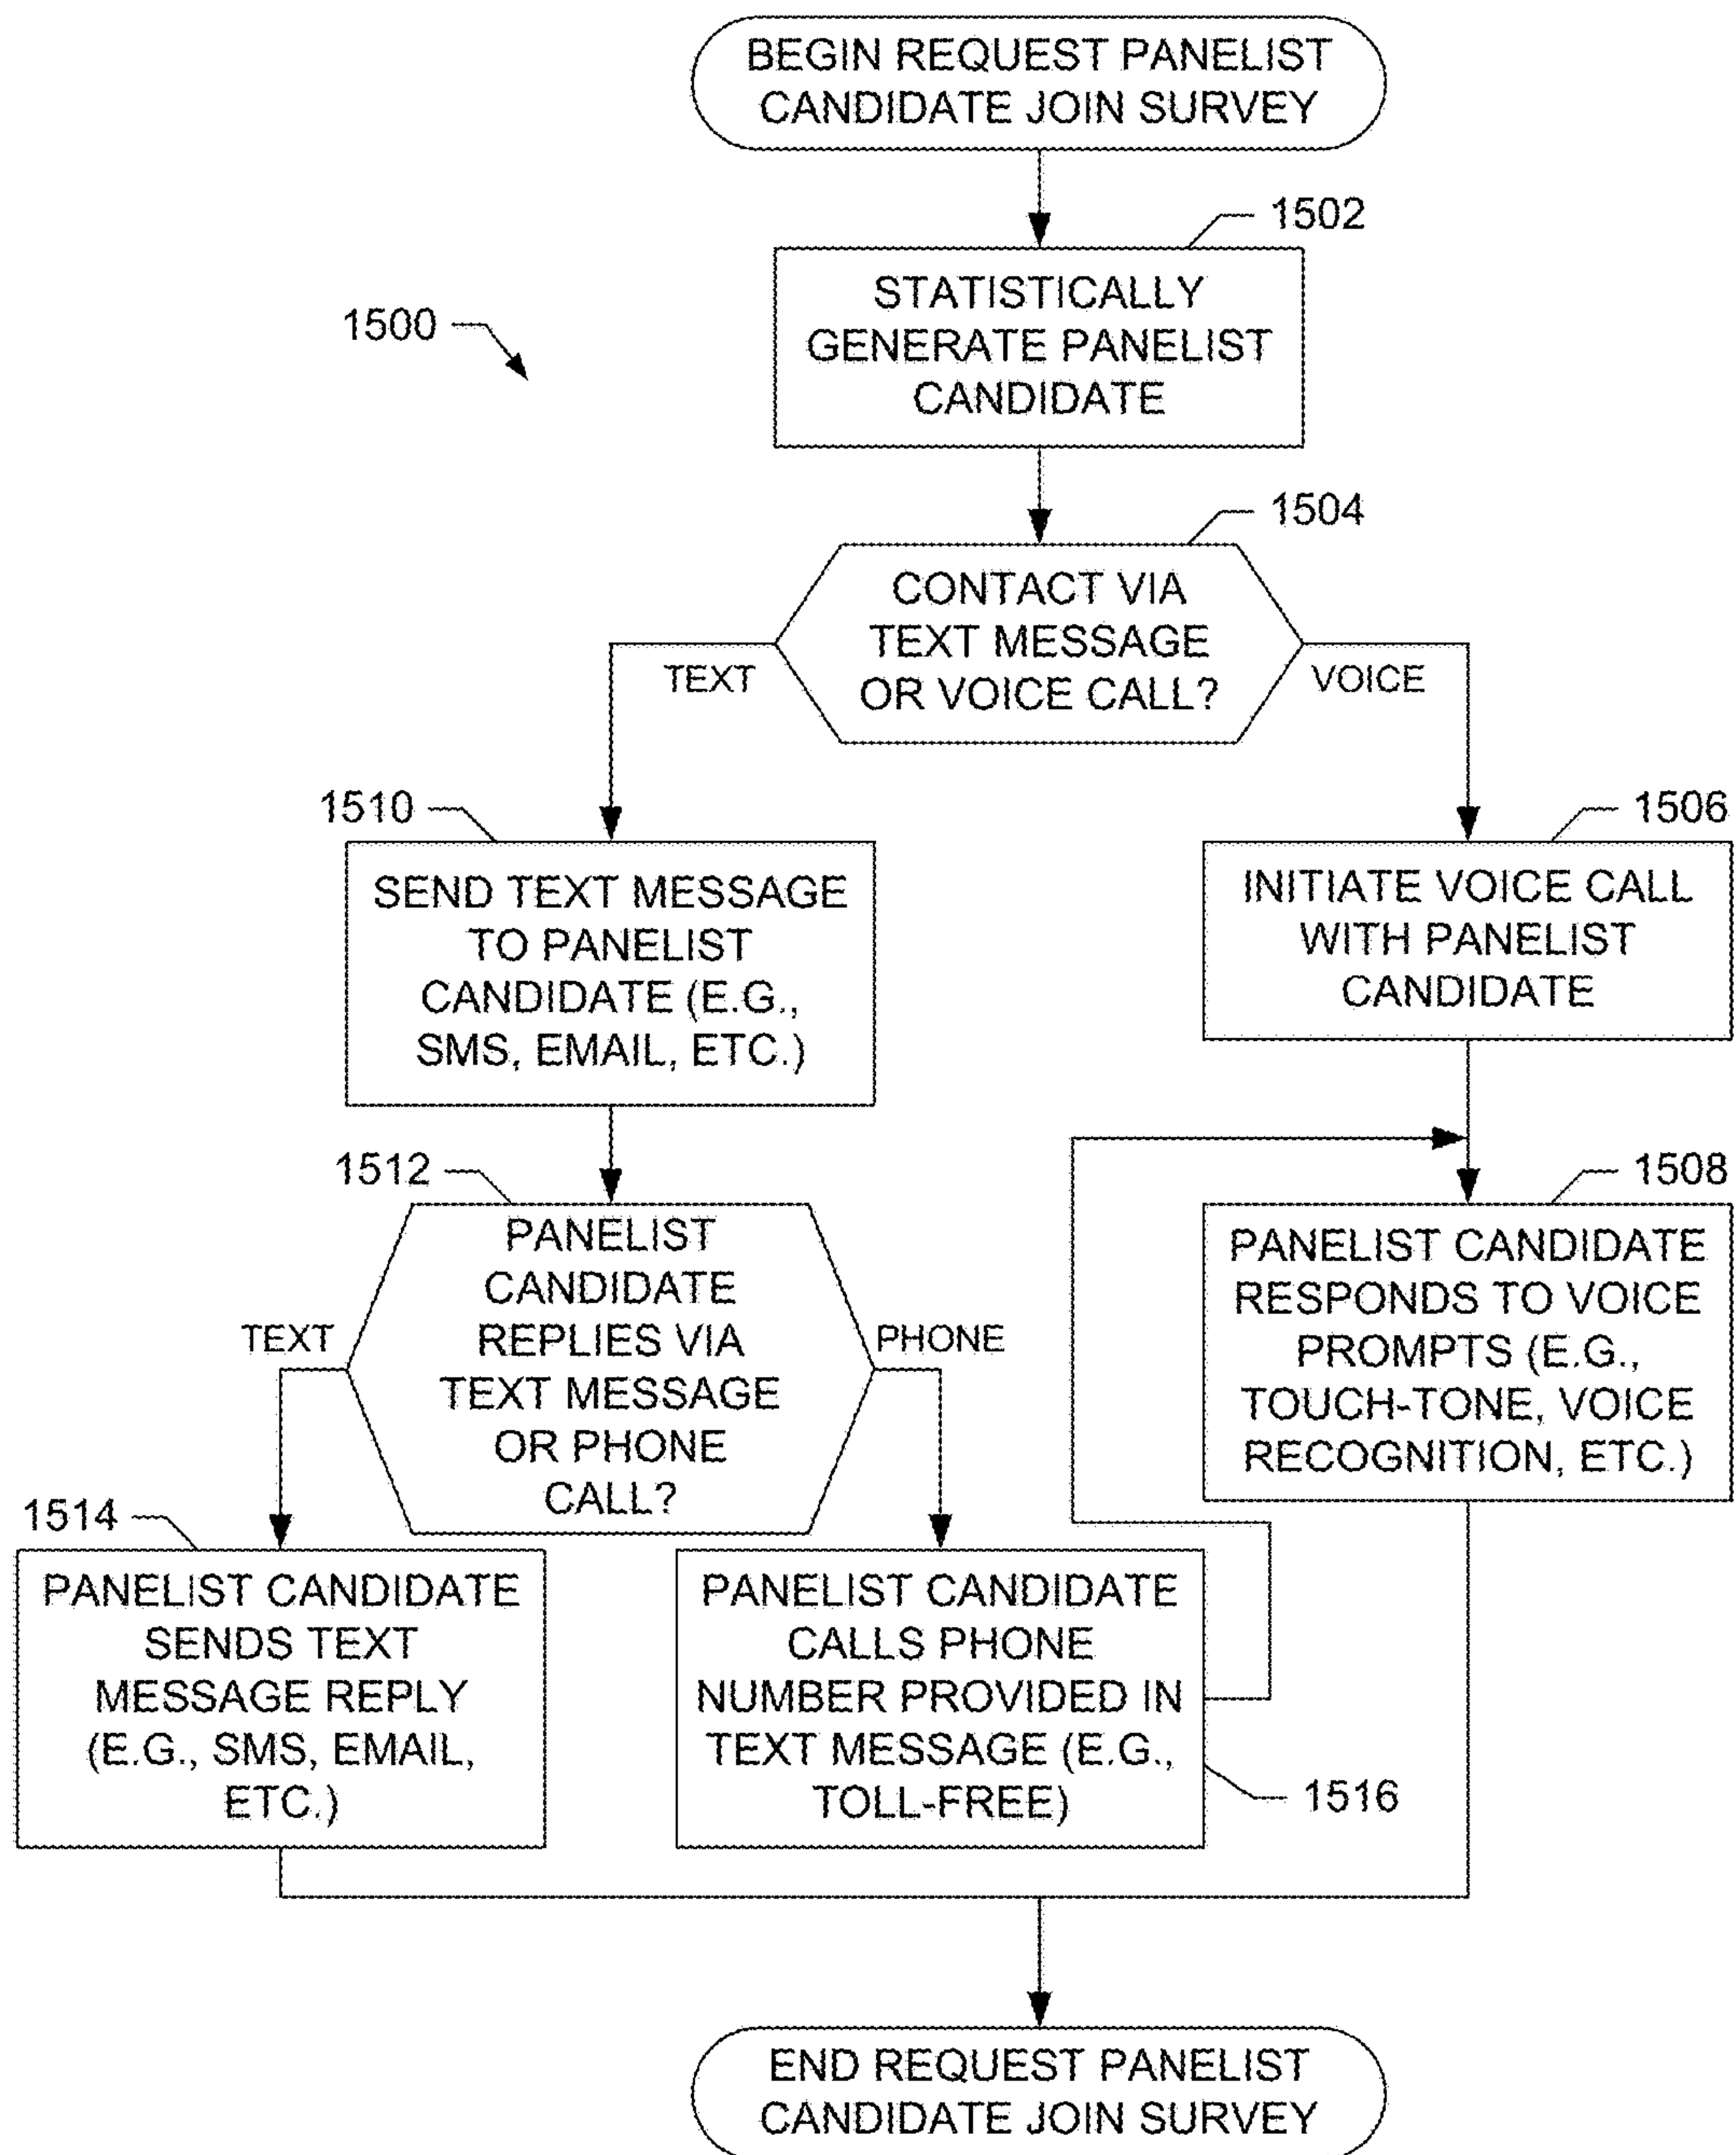 BEGIN REQUEST PANELIST
CANDIDATE JOIN SURVEY
1502
STATISTICALLY
GENERATE PANELIST
CANDIDATE
1500
1504
CONTACT VIA
TEXT MESSAGE
OR VOICE CALL?
TEXT
VOICE
1510
SEND TEXT MESSAGE
TO PANELIST
CANDIDATE (E.G.,
SMS, EMAIL, ETC.)
1506
INITIATE VOICE CALL
WITH PANELIST
CANDIDATE
1512
PANELIST
CANDIDATE
REPLIES VIA
TEXT MESSAGE
OR PHONE
CALL?
TEXT
PHONE
1508
PANELIST CANDIDATE
RESPONDS TO VOICE
PROMPTS (E.G.,
TOUCH-TONE, VOICE
RECOGNITION, ETC.)
1514
PANELIST CANDIDATE
SENDS TEXT
MESSAGE REPLY
(E.G., SMS, EMAIL,
ETC.)
PANELIST CANDIDATE
CALLS PHONE
NUMBER PROVIDED IN
TEXT MESSAGE (E.G.,
TOLL-FREE)
1516
END REQUEST PANELIST
CANDIDATE JOIN SURVEY